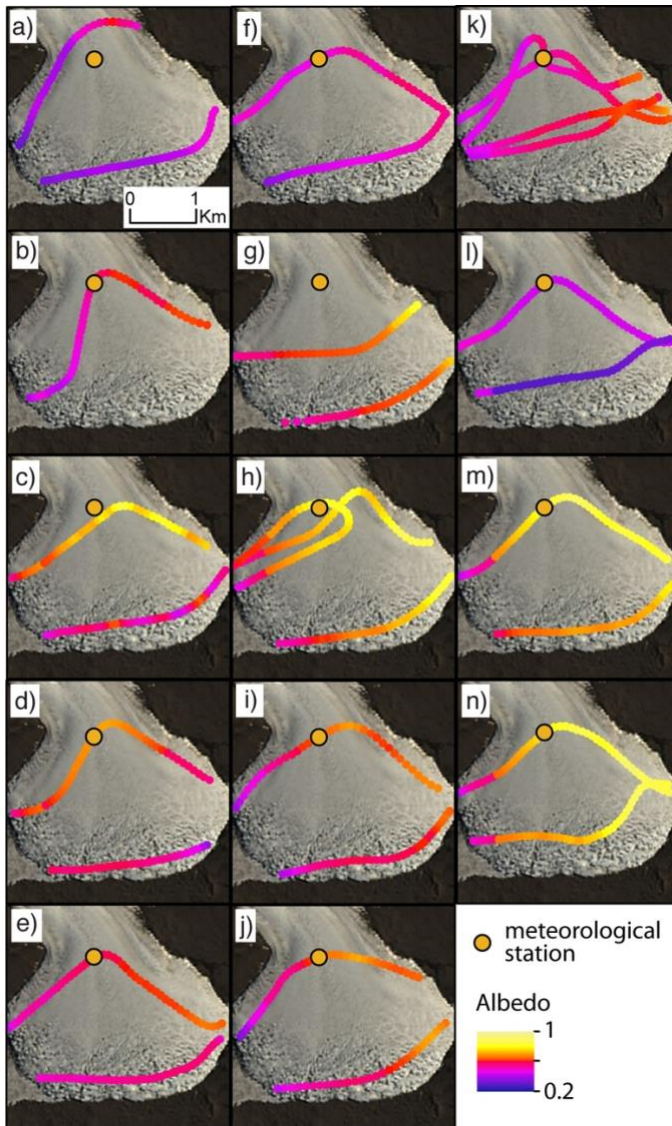 a)
f)
k)
0 1
Km
b)
g)
l)
c)
h)
m)
d)
i)
n)
e)
j)
meteorological
station
Albedo
1
0.2